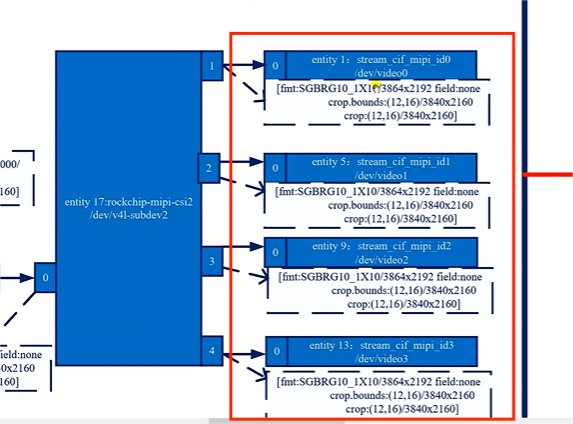 1
0
entity 1：stream_cif_mipi_id0
/dev/video0
[fmt:SGBRG10_1X10/3864x2192 field:none
crop.bounds:(12,16)/3840x2160
crop:(12,16)/3840x2160]
000/
160]
2
0
entity 5：stream_cif_mipi_id1
/dev/video1
[fmt:SGBRG10_1X10/3864x2192 field:none
crop.bounds:(12,16)/3840x2160
crop:(12,16)/3840x2160]
entity 17:rockchip-mipi-csi2
/dev/v4l-subdev2
3
0
entity 9：stream_cif_mipi_id2
/dev/video2
[fmt:SGBRG10_1X10/3864x2192 field:none
crop.bounds:(12,16)/3840x2160
crop:(12,16)/3840x2160]
0
4
0
entity 13：stream_cif_mipi_id3
/dev/video3
[fmt:SGBRG10_1X10/3864x2192 field:none
crop.bounds:(12,16)/3840x2160
crop:(12,16)/3840x2160]
field:none
0x2160
160]